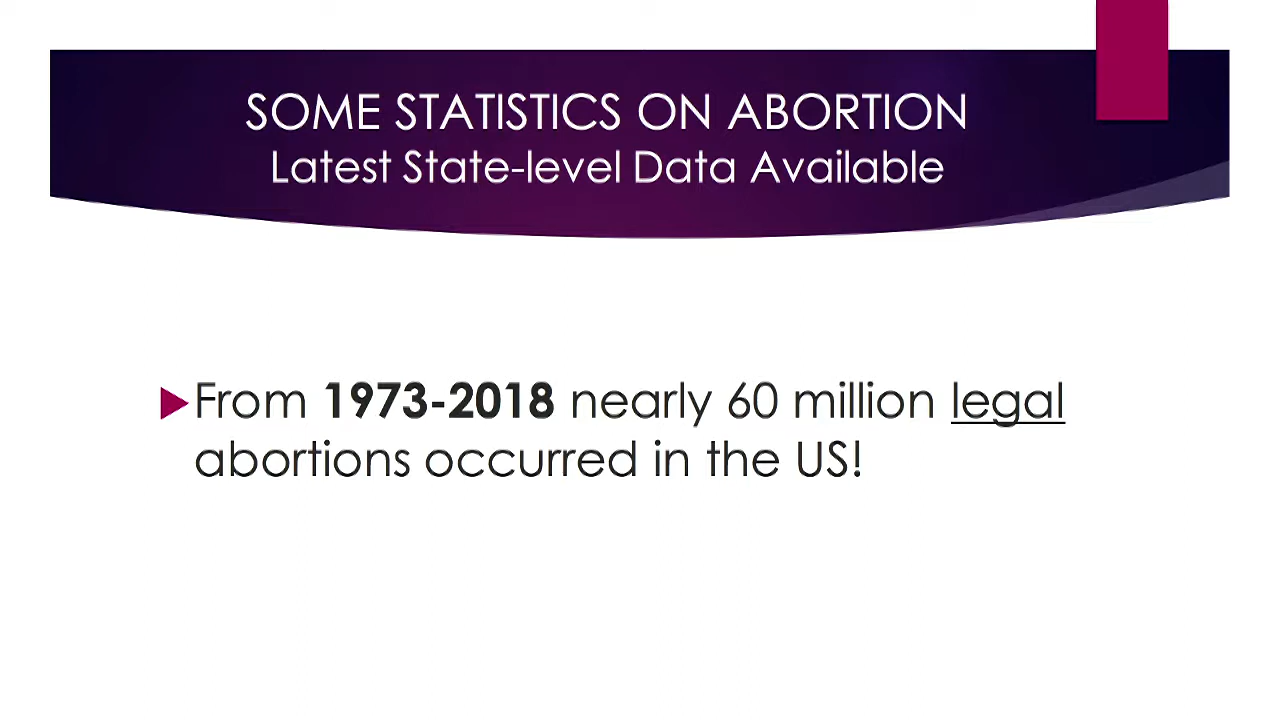 SOME STATISTICS ON ABORTION
Latest State-level Data Available
From 1973-2018 nearly 60 million legal
abortions occurred in the US!